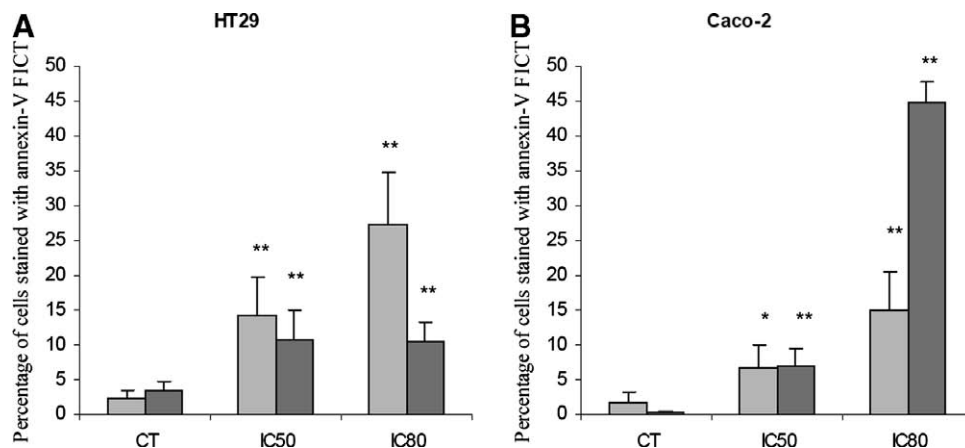 A
HT29
Percentage of cells stained with annexin-V FICT
50
45
40
35
30
25
20
15
10
5
0
**
**
**
**
CT
IC50
IC80
B
Caco-2
Percentage of cells stained with annexin-V FICT
50
45
40
35
30
25
20
15
10
5
0
*
**
**
**
CT
IC50
IC80